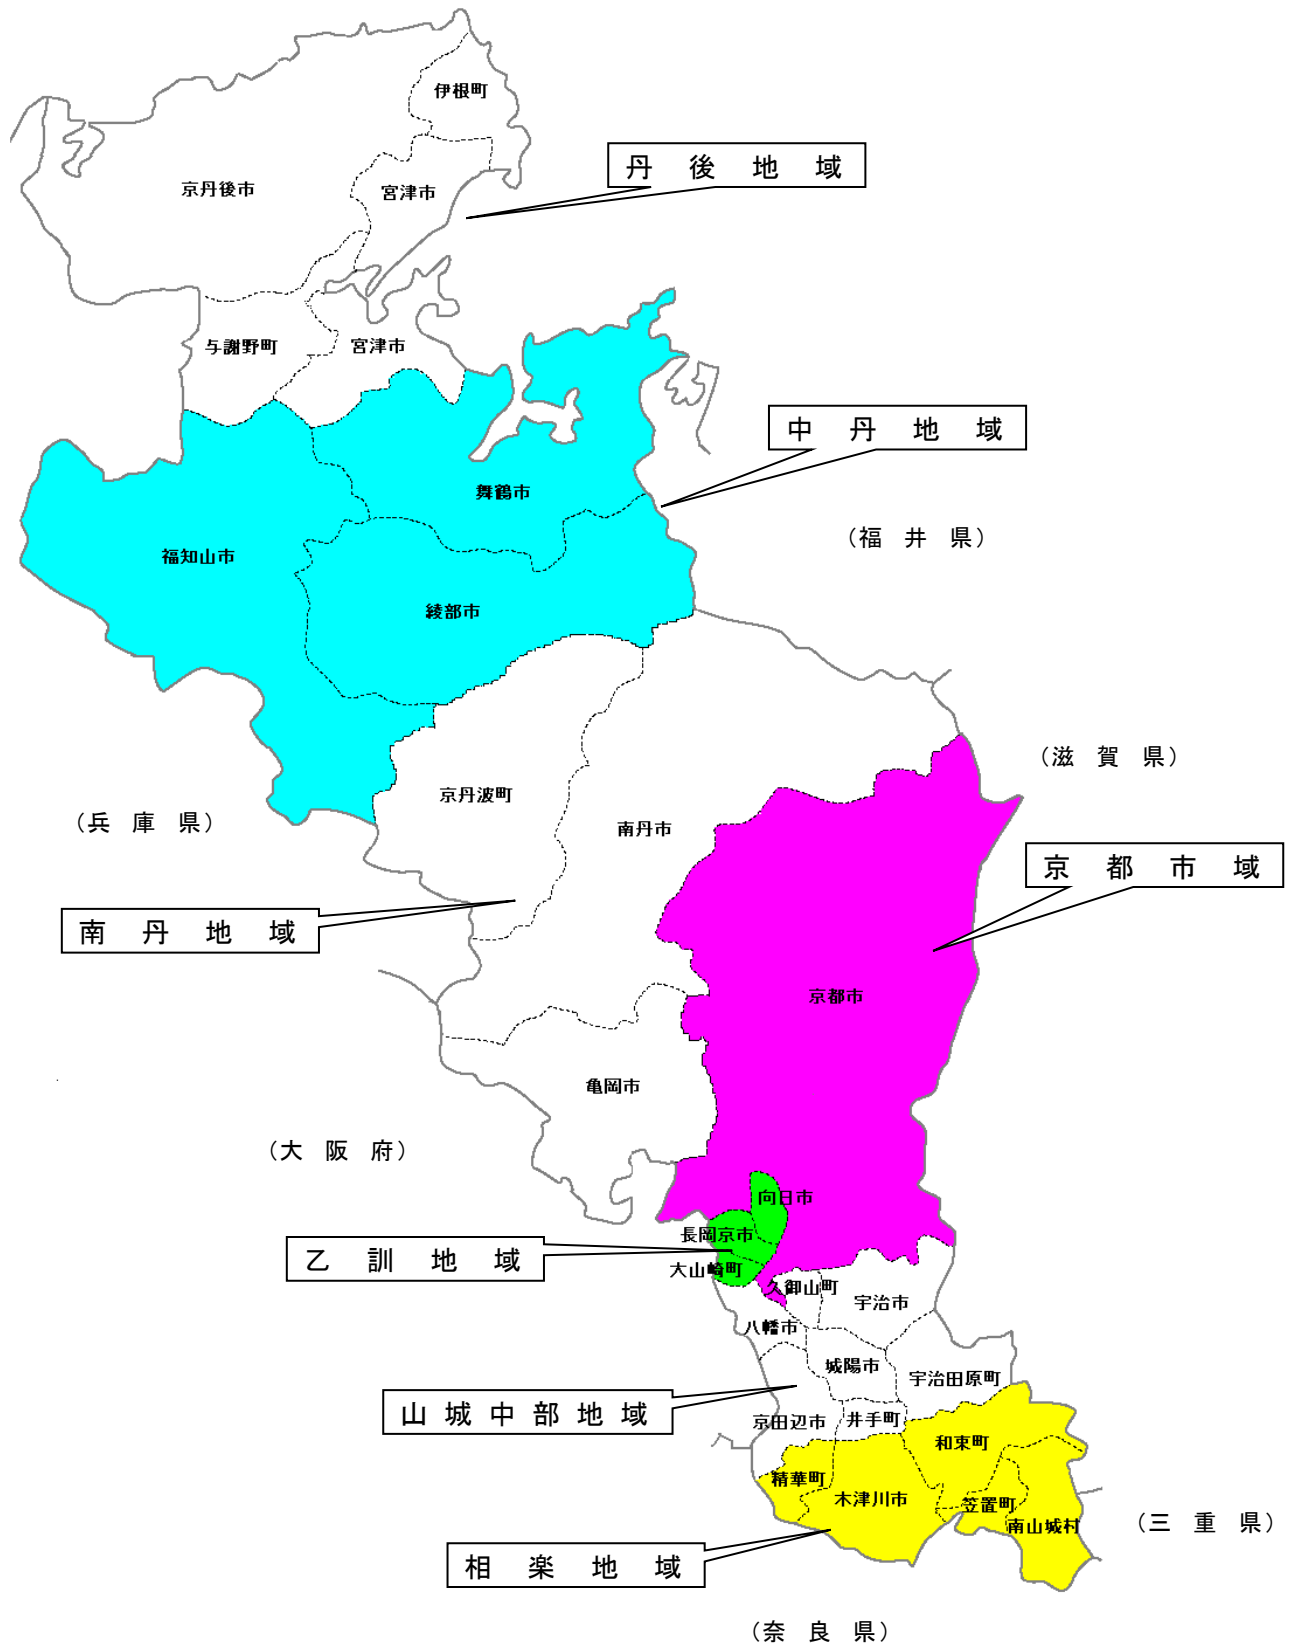 伊根町
丹後地域
京丹後市
宮津市
与謝野町
宮津市
中丹地域
舞鶴市
（福井県）
福知山市
綾部市
（滋賀県）
京丹波町
（兵庫県）
南丹市
京都市域
南丹地域
京都市
亀岡市
（大阪府）
向日市
長岡京市
乙訓地域
大山崎町
久御山町
宇治市
八幡市
城陽市
宇治田原町
山城中部地域
京田辺市
井手町
和束町
精華町
木津川市
笠置町
南山城村
（三重県）
相楽地域
（奈良県）